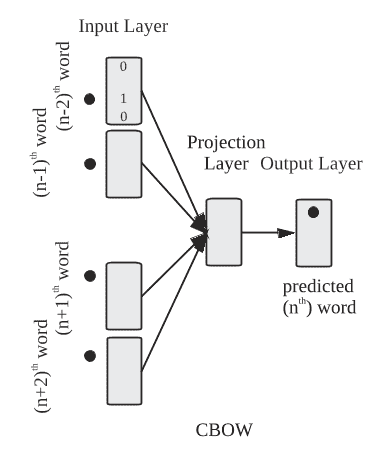 Input Layer
0
1
0
(n-2)th word
(n-1)th word
Projection
Layer
Output Layer
(n+1)th word
(n+2)th word
predicted
(nth) word
CBOW